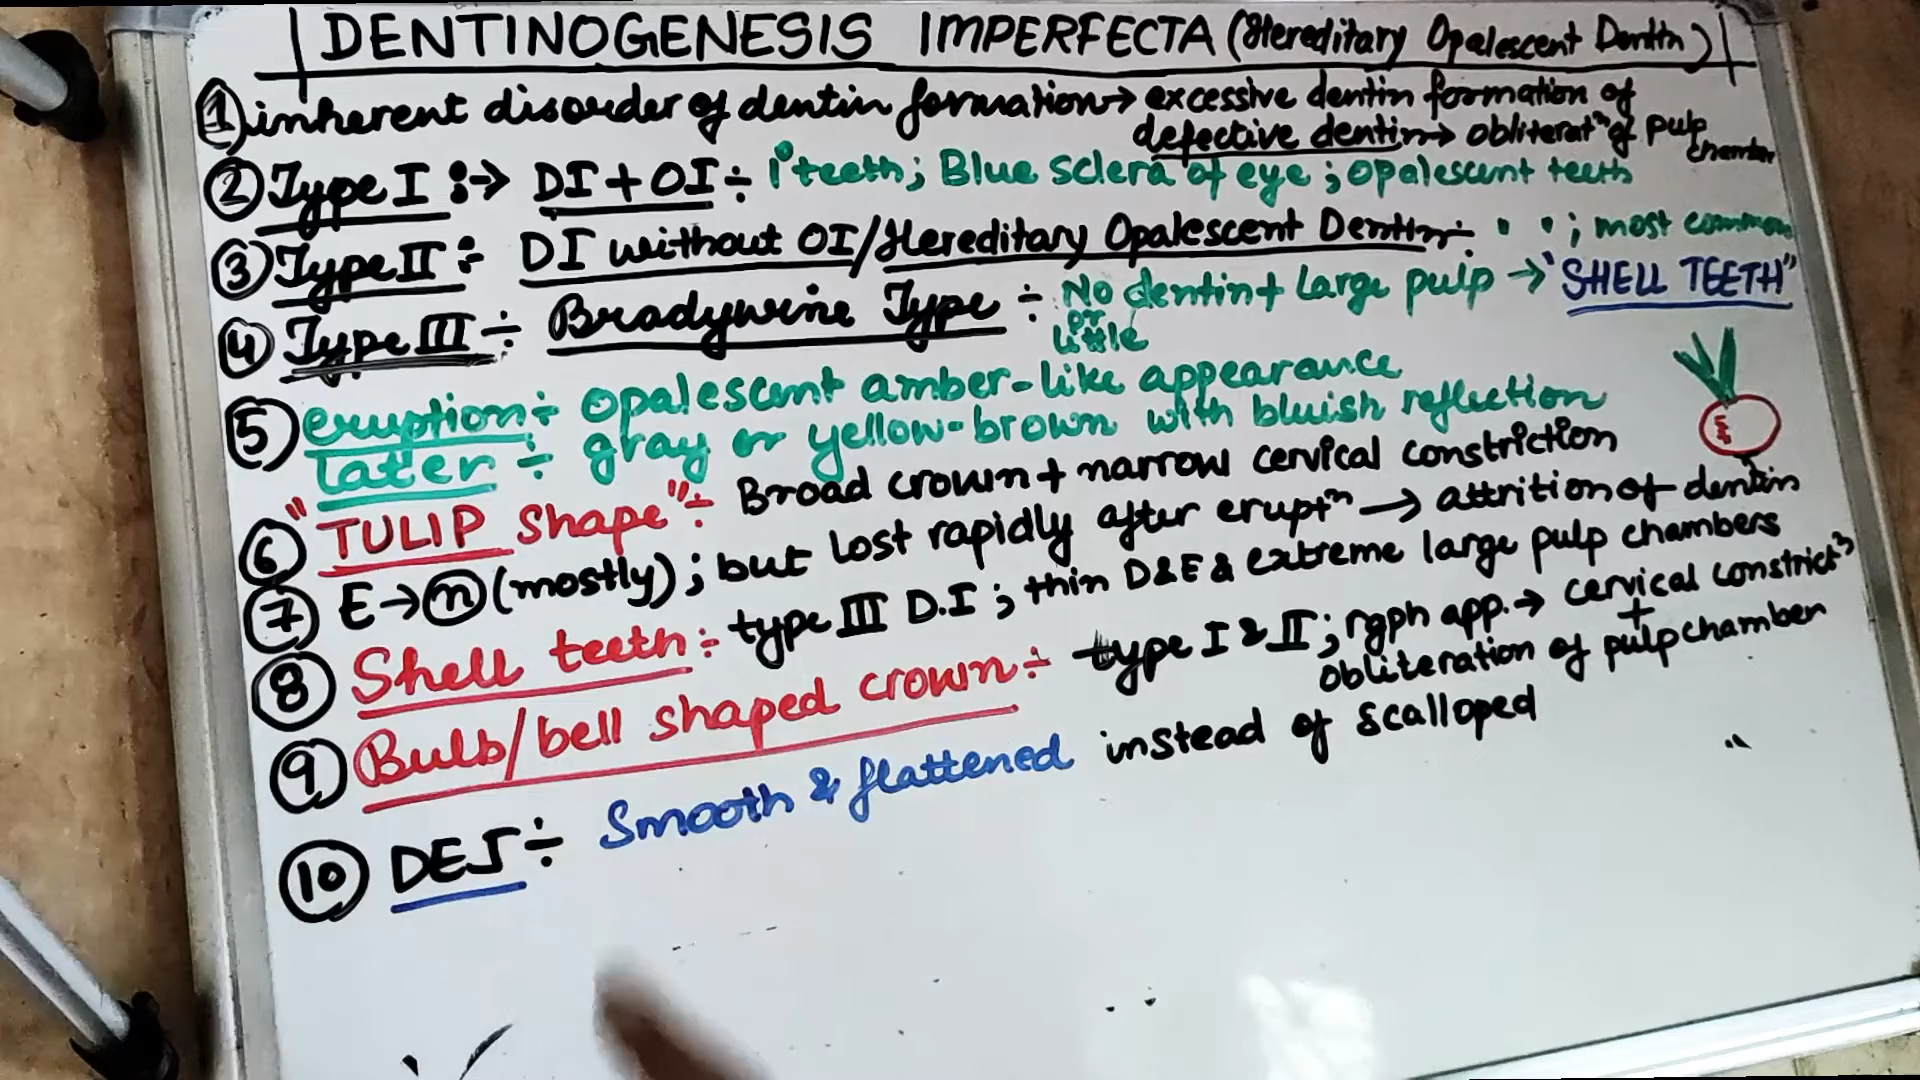 DENTINOGENESIS IMPERFECTA (Hereditary Opalescent Dentin)
① inherent disorder of dentin formation → excessive dentin formation of
defective dentin → obliteratⁿ of pulp
chamber
② Type I :→ DI + OI ÷ 1° teeth; Blue sclera of eye; opalescent teeth
③ Type II ÷ DI without OI/Hereditary Opalescent Dentin ÷ " "; most common
④ Type III ÷ Bradywine Type ÷ No dentin + Large pulp → "SHELL TEETH"
or
little
⑤ eruption ÷ opalescent amber-like appearance
later ÷ gray or yellow-brown with bluish reflection
⑥ "TULIP shape" ÷ Broad crown + narrow cervical constriction
⑦ E → ⓝ (mostly); but lost rapidly after eruptⁿ → attrition of dentin
⑧ Shell teeth ÷ type III D.I; thin D&E & extreme large pulp chambers
⑨ Bulb/bell shaped crown ÷ type I & II; rgph app. → cervical constrictⁿ
+
obliteration of pulp chamber
⑩ DEJ ÷ Smooth & flattened instead of scalloped